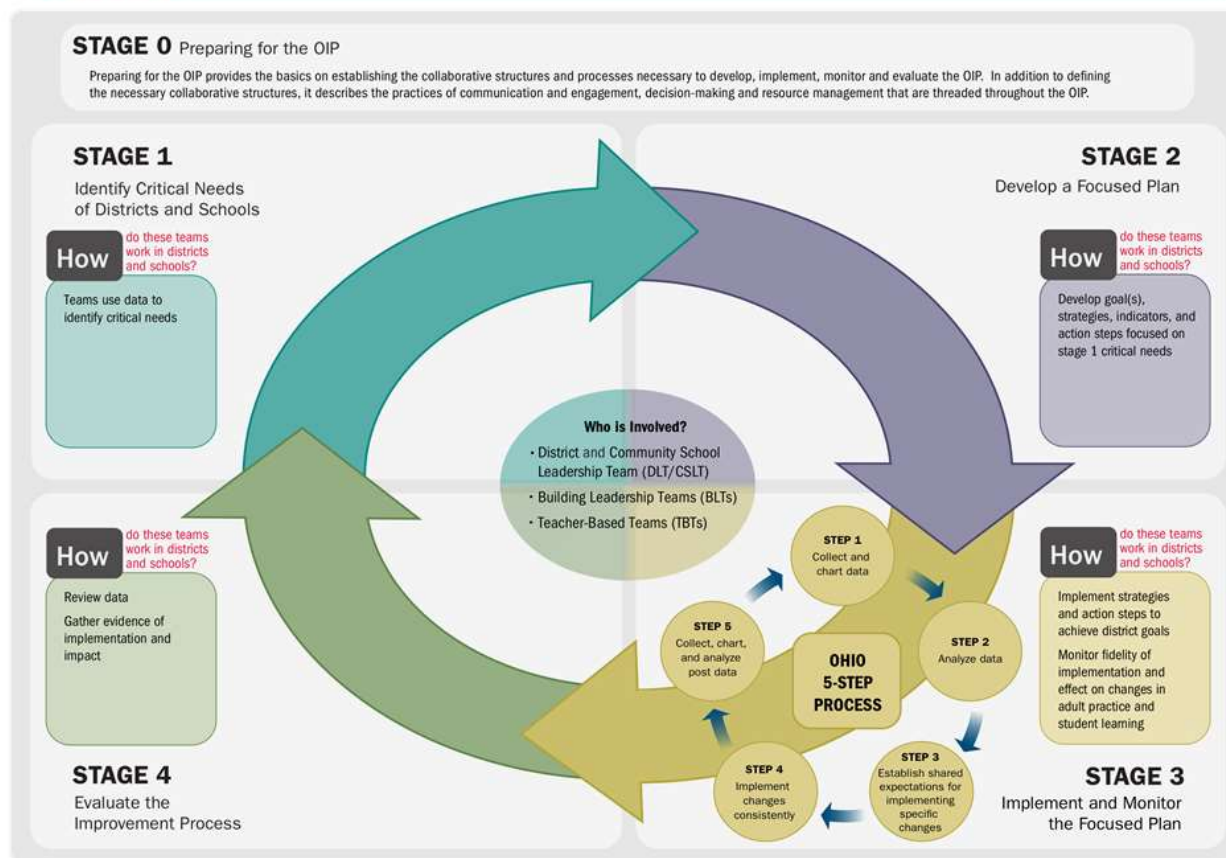 STAGE 0 Preparing for the OIP
Preparing for the OIP provides the basics on establishing the collaborative structures and processes necessary to develop, implement, monitor and evaluate the OIP. In addition to defining
the necessary collaborative structures, it describes the practices of communication and engagement, decision-making and resource management that are threaded throughout the OIP.
STAGE 1
Identify Critical Needs
of Districts and Schools
How
do these teams
work in districts
and schools?
Teams use data to
identify critical needs
STAGE 2
Develop a Focused Plan
How
do these teams
work in districts
and schools?
Develop goal(s),
strategies, indicators, and
action steps focused on
stage 1 critical needs
Who is Involved?
• District and Community School
Leadership Team (DLT/CSLT)
• Building Leadership Teams (BLTs)
• Teacher-Based Teams (TBTs)
How
do these teams
work in districts
and schools?
Implement strategies
and action steps to
achieve district goals
Monitor fidelity of
implementation and
effect on changes in
adult practice and
student learning
STAGE 3
Implement and Monitor
the Focused Plan
OHIO
5-STEP
PROCESS
STEP 1
Collect and
chart data
STEP 2
Analyze data
STEP 3
Establish shared
expectations for
implementing
specific
changes
STEP 4
Implement
changes
consistently
STEP 5
Collect, chart,
and analyze
post data
How
do these teams
work in districts
and schools?
Review data
Gather evidence of
implementation and
impact
STAGE 4
Evaluate the
Improvement Process